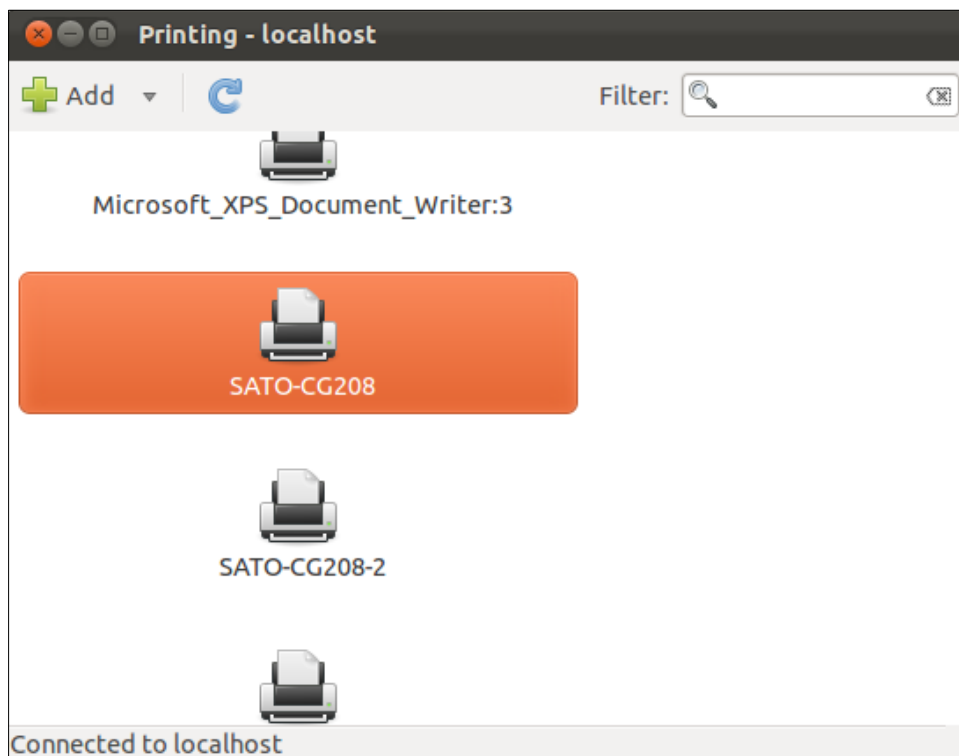 Printing - localhost
Add Filter:
Microsoft_XPS_Document_Writer:3
SATO-CG208
SATO-CG208-2
Connected to localhost